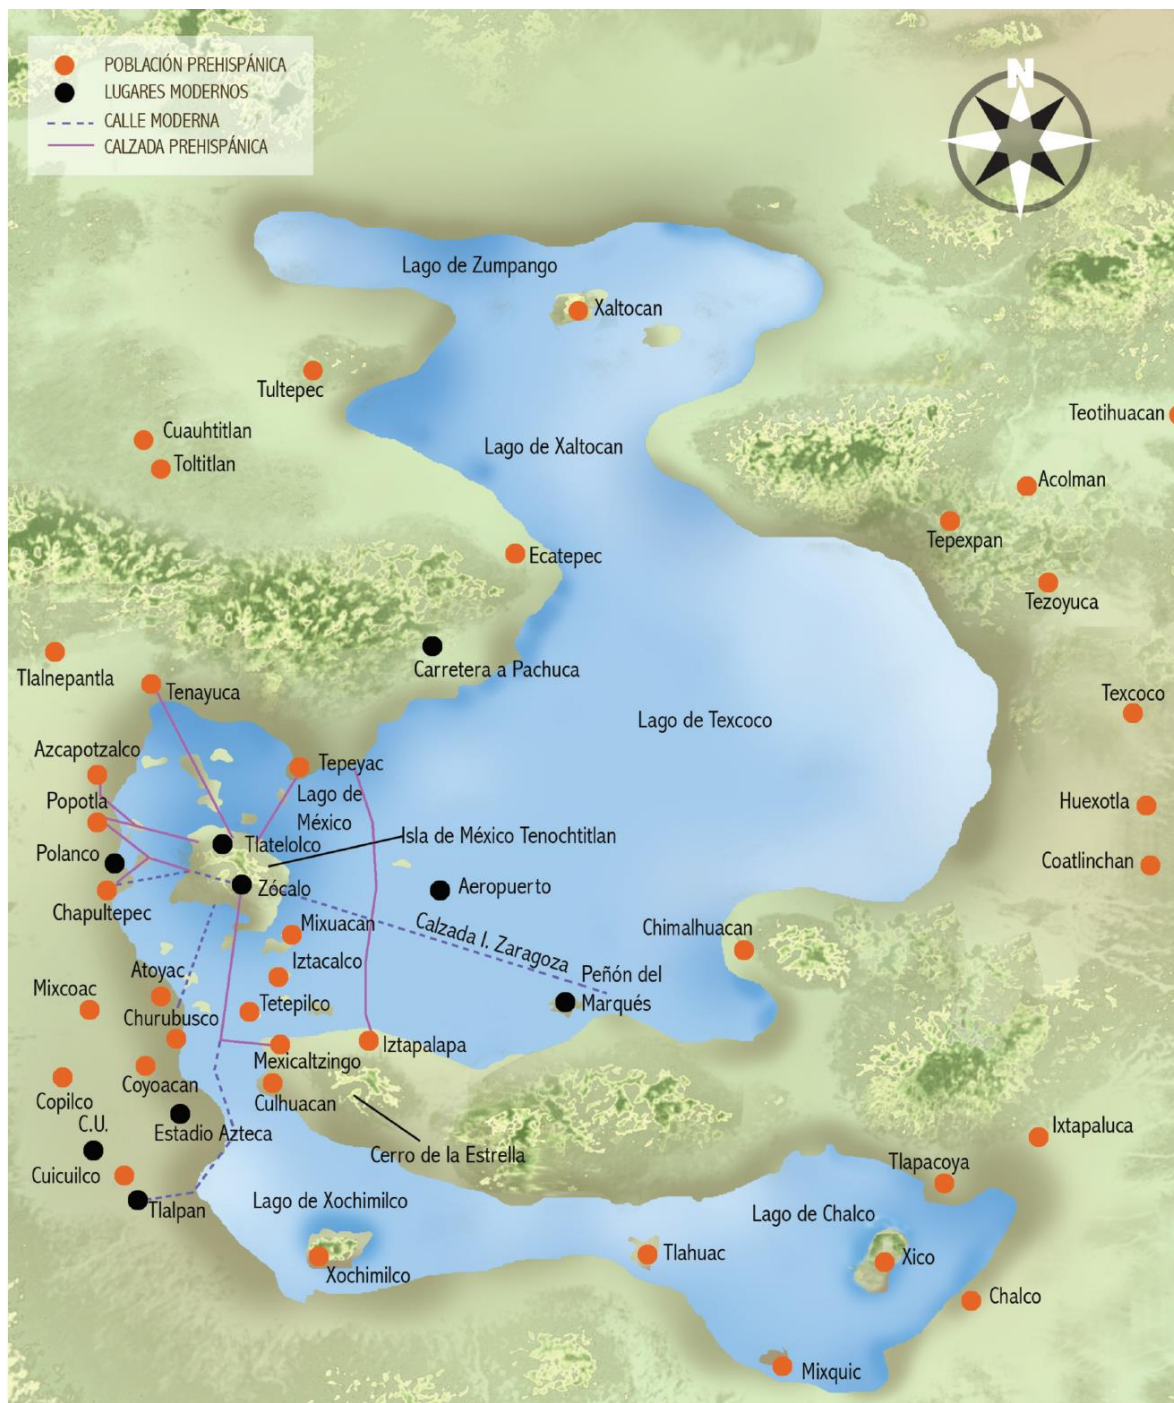 POBLACIÓN PREHISPÁNICA
LUGARES MODERNOS
CALLE MODERNA
CALZADA PREHISPÁNICA
N
Lago de Zumpango
Xaltocan
Tultepec
Teotihuacan
Cuauhtitlan
Lago de Xaltocan
Toltitlan
Acolman
Tepexpan
Ecatepec
Tezoyuca
Carretera a Pachuca
Tlalnepantla
Tenayuca
Texcoco
Lago de Texcoco
Azcapotzalco
Tepeyac
Lago de
México
Popotla
Huexotla
Isla de México Tenochtitlan
Tlatelolco
Polanco
Coatlinchan
Zócalo
Aeropuerto
Chapultepec
Mixuacan
Calzada I. Zaragoza
Chimalhuacan
Iztacalco
Atoyac
Peñón del
Marqués
Mixcoac
Tetepilco
Churubusco
Iztapalapa
Mexicaltzingo
Coyoacan
Culhuacan
Copilco
C.U.
Estadio Azteca
Ixtapaluca
Cerro de la Estrella
Tlapacoya
Cuicuilco
Lago de Xochimilco
Tlalpan
Lago de Chalco
Tlahuac
Xico
Xochimilco
Chalco
Mixquic